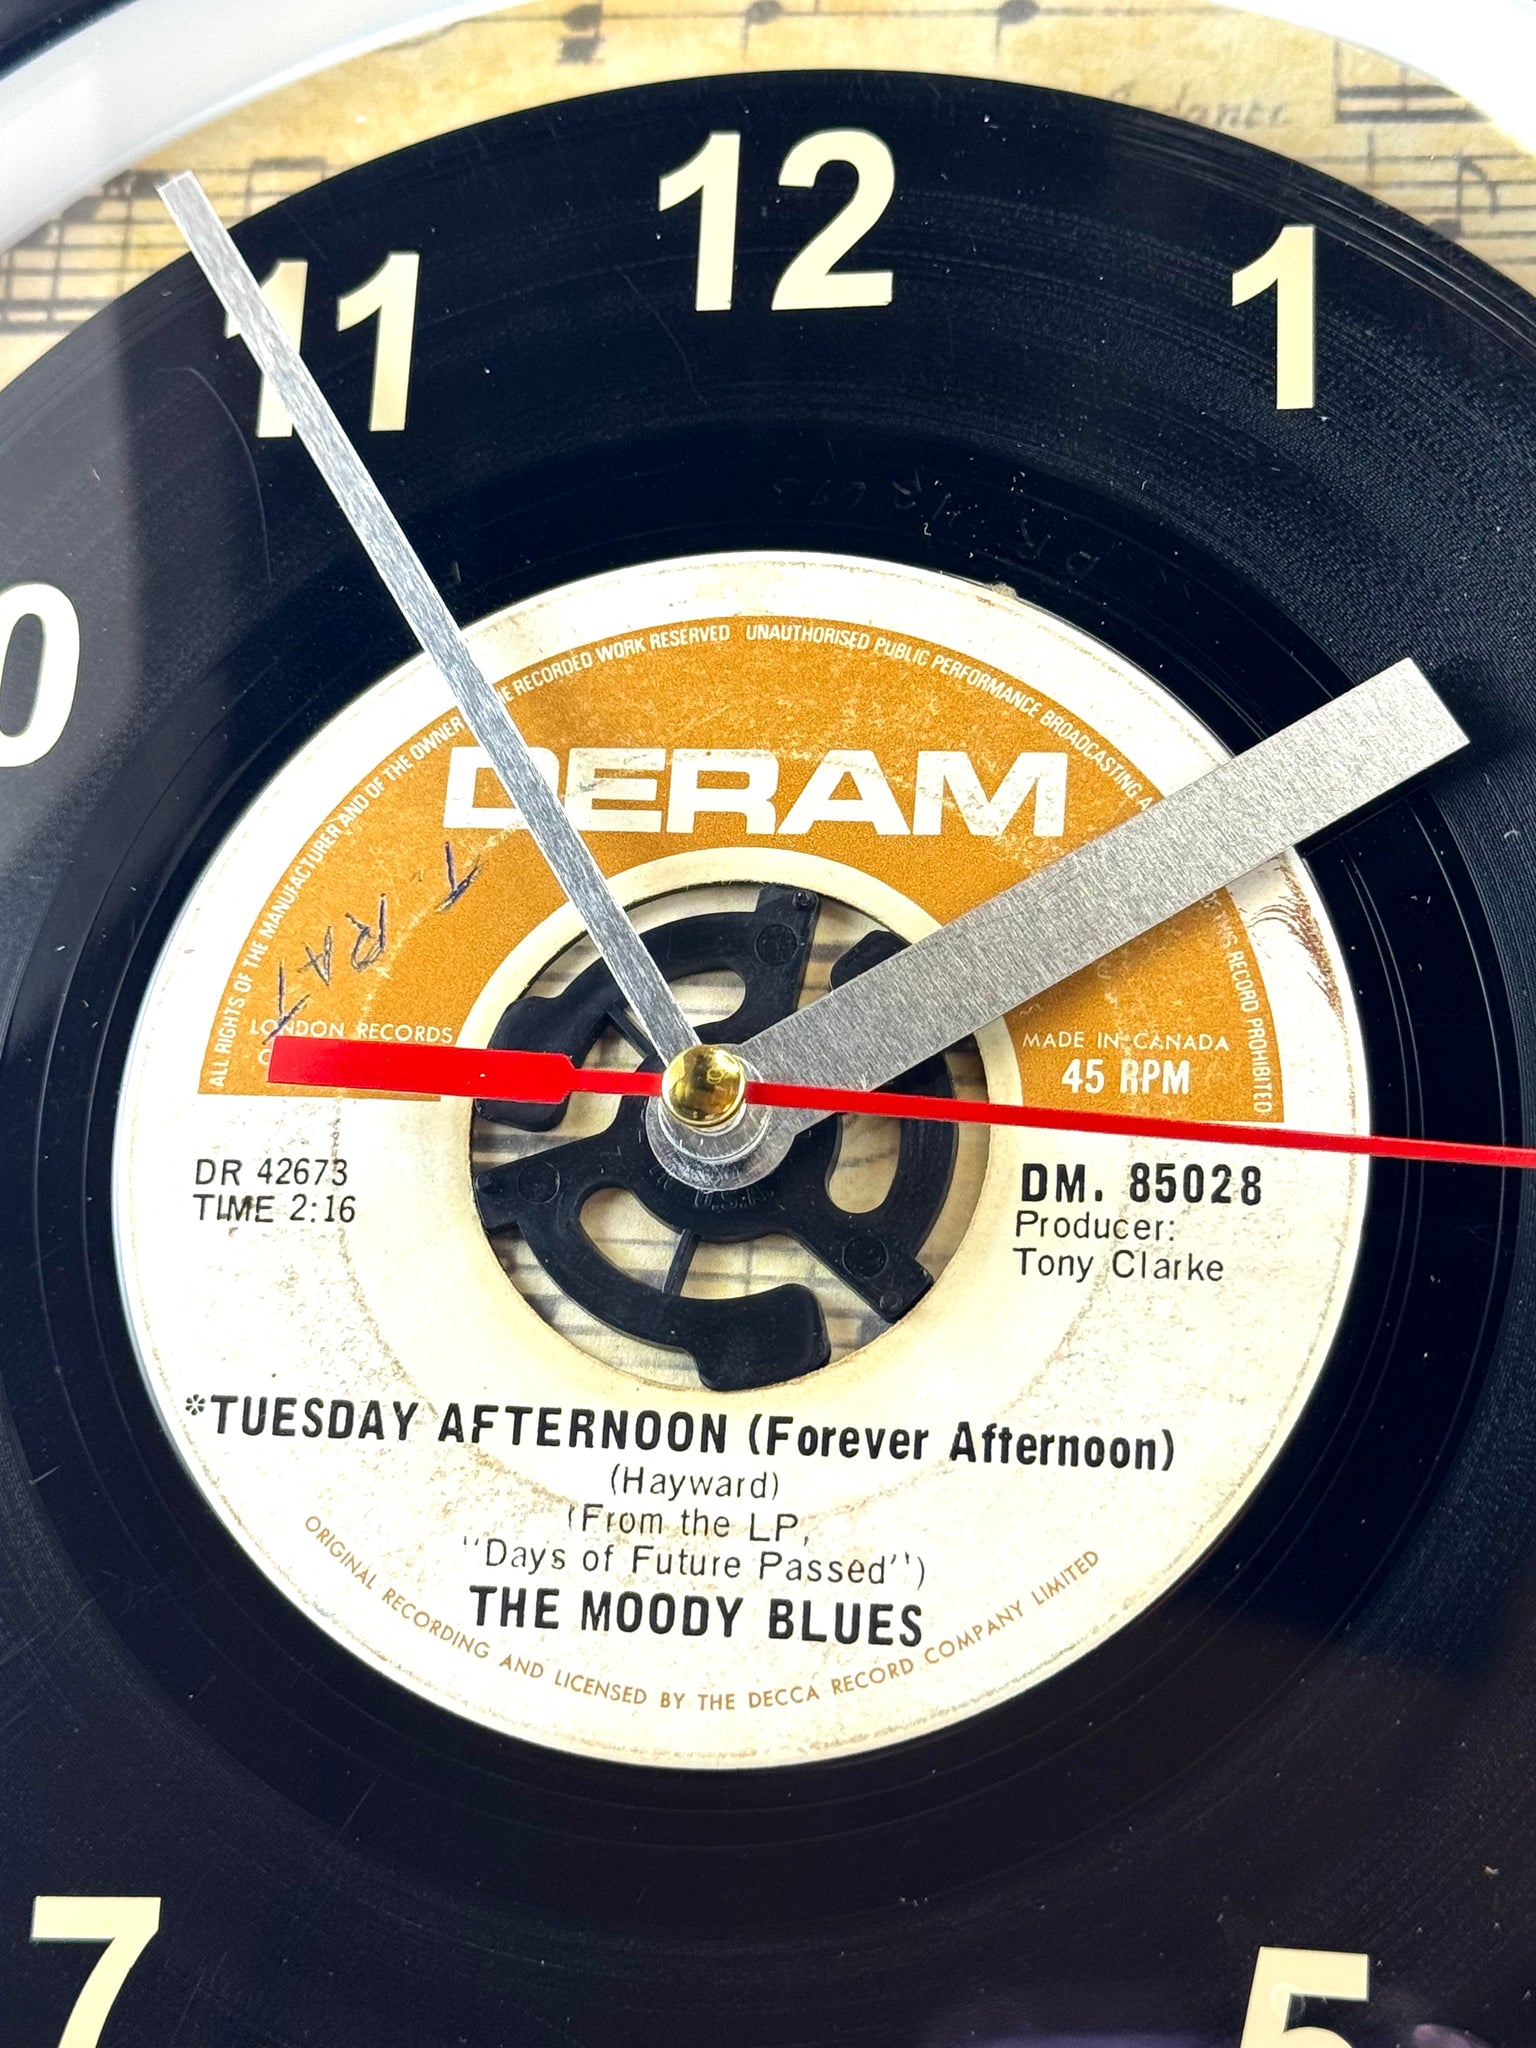 Andante
12
11
1
0
ALL RIGHTS OF THE MANUFACTURER AND OF THE OWNER RECORDED WORK RESERVED UNAUTHORISED PUBLIC PERFORMANCE BROADCASTING RECORD PROHIBITED
DERAM
T. RAT
LONDON RECORDS
MADE IN CANADA
45 RPM
DR 42673
TIME 2:16
DM. 85028
Producer:
Tony Clarke
*TUESDAY AFTERNOON (Forever Afternoon)
(Hayward)
(From the LP,
"Days of Future Passed")
THE MOODY BLUES
ORIGINAL RECORDING AND LICENSED BY THE DECCA RECORD COMPANY LIMITED
7
5